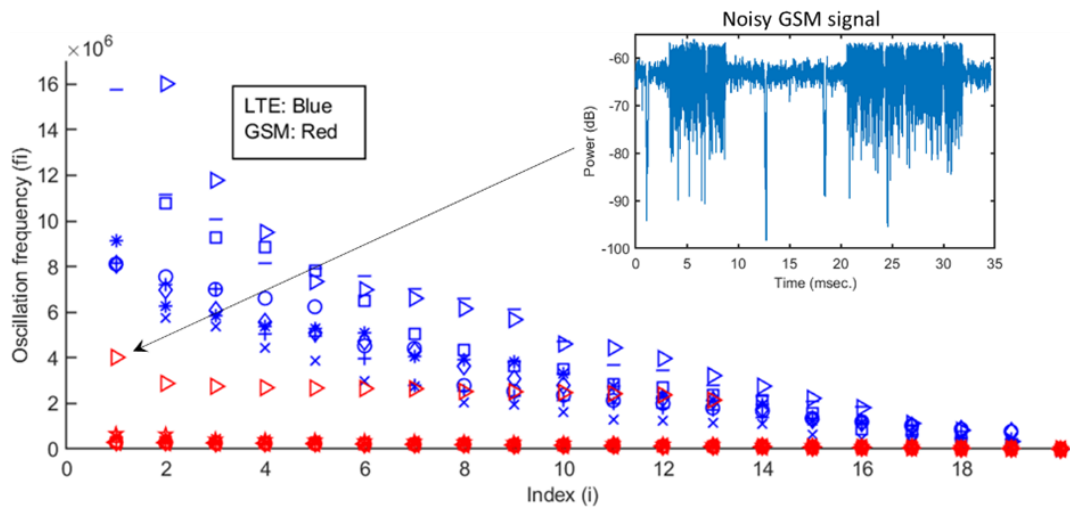 Noisy GSM signal
×10⁶
16
14
12
10
8
6
4
2
0
Oscillation frequency (fi)
LTE: Blue
GSM: Red
0 2 4 6 8 10 12 14 16 18
Index (i)
-60
-70
-80
-90
-100
Power (dB)
0 5 10 15 20 25 30 35
Time (msec.)